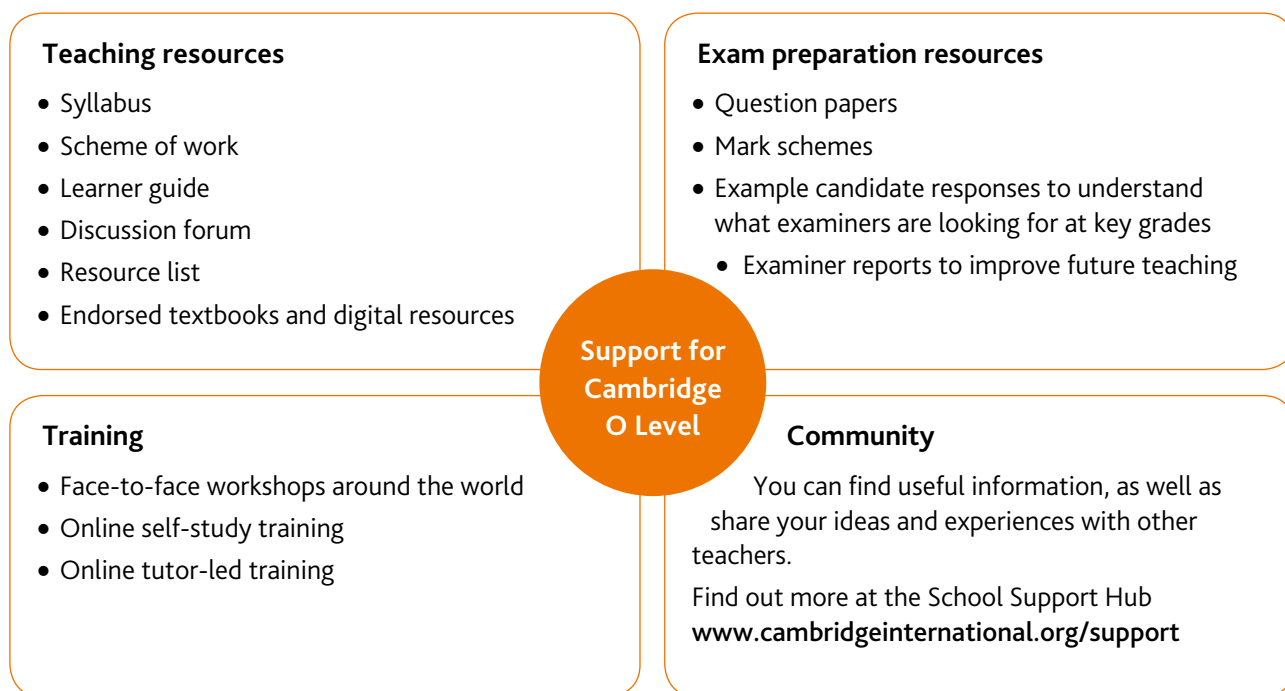 Teaching resources
• Syllabus
• Scheme of work
• Learner guide
• Discussion forum
• Resource list
• Endorsed textbooks and digital resources
Exam preparation resources
• Question papers
• Mark schemes
• Example candidate responses to understand
what examiners are looking for at key grades
• Examiner reports to improve future teaching
Support for
Cambridge
O Level
Training
• Face-to-face workshops around the world
• Online self-study training
• Online tutor-led training
Community
You can find useful information, as well as
share your ideas and experiences with other
teachers.
Find out more at the School Support Hub
www.cambridgeinternational.org/support